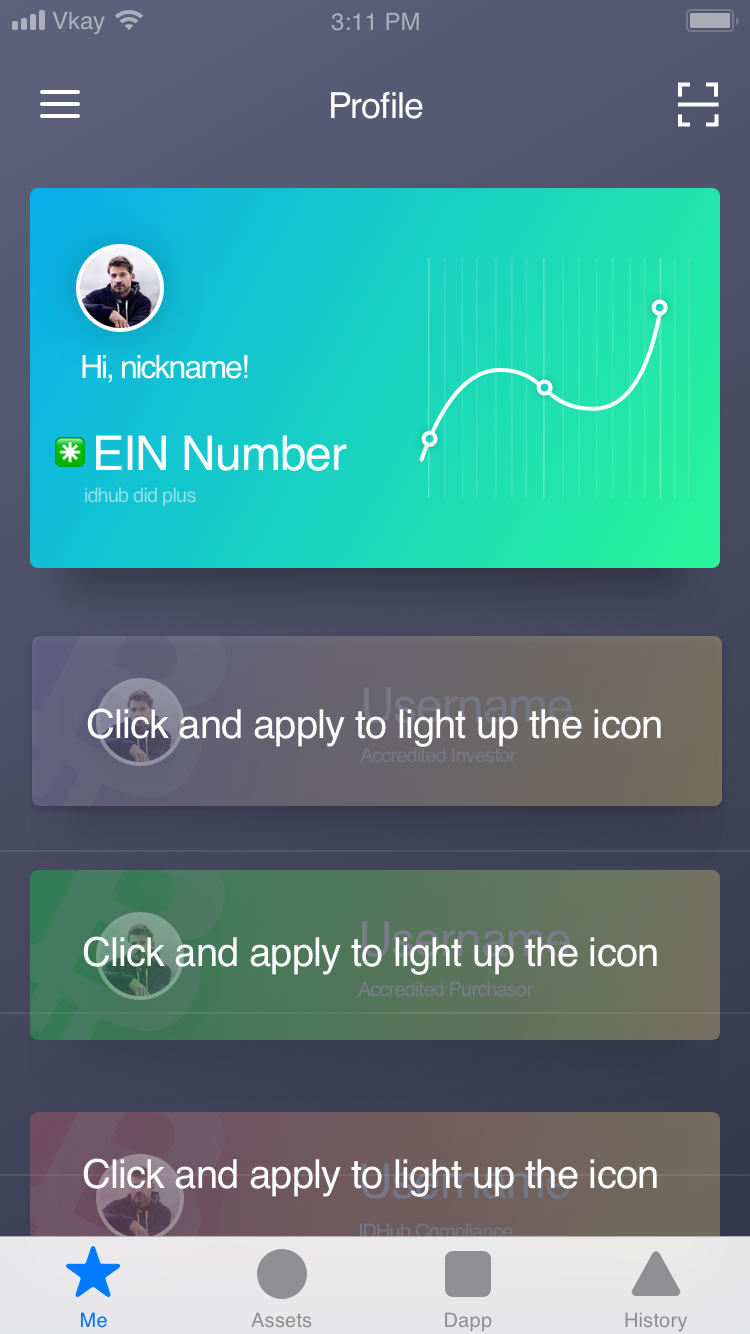 Vkay 3:11 PM
Profile
Hi, nickname!
EIN Number
idhub did plus
Username
Click and apply to light up the icon
Accredited Investor
Username
Click and apply to light up the icon
Accredited Purchasor
Click and apply to light up the icon
Username
IDHub Compliance
Me Assets Dapp History